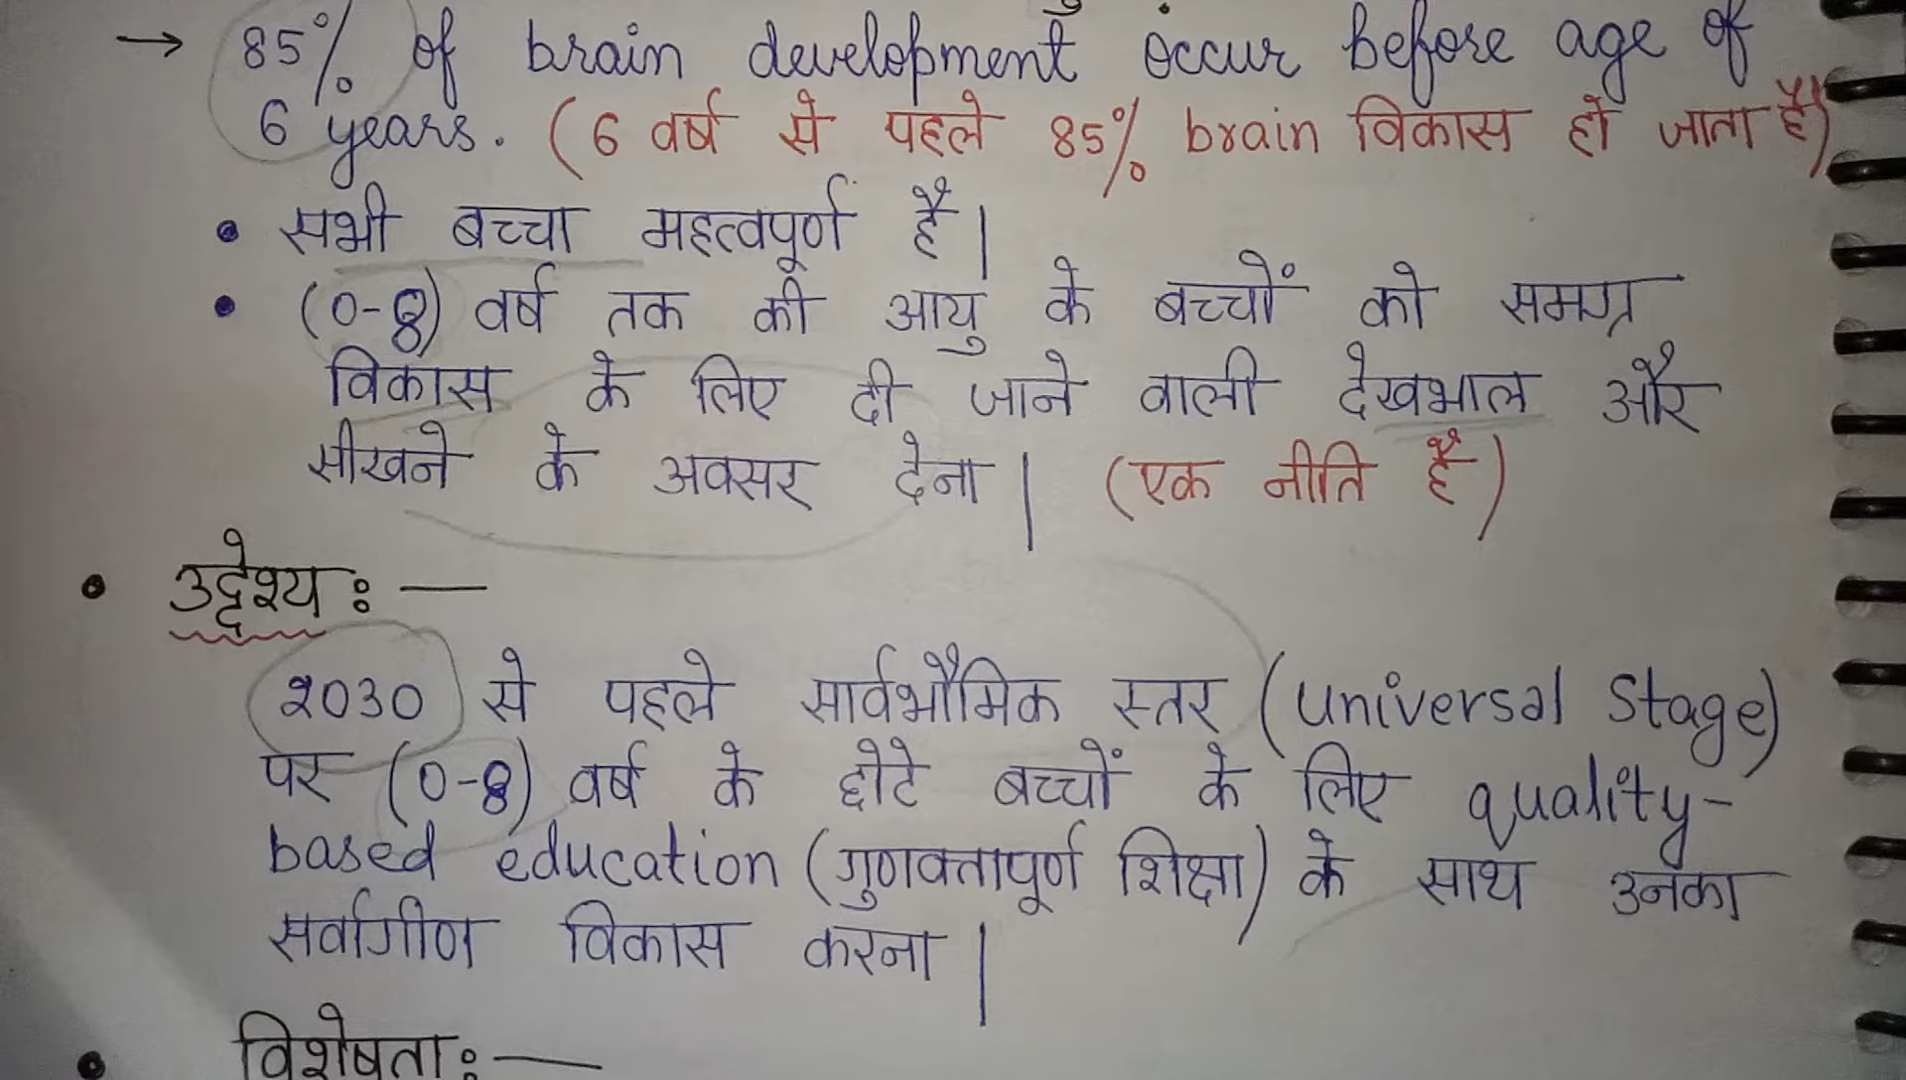 → 85% of brain development occur before age of
6 years. (6 वर्ष से पहले 85% brain विकास हो जाता है)
• सभी बच्चा महत्वपूर्ण है।
• (0-8) वर्ष तक की आयु के बच्चों को समग्र
विकास के लिए दी जाने वाली देखभाल और
सीखने के अवसर देना। (एक नीति है)
• उद्देश्य :—
2030 से पहले सार्वभौमिक स्तर (Universal Stage)
पर (0-8) वर्ष के छोटे बच्चों के लिए quality-
based education (गुणवत्तापूर्ण शिक्षा) के साथ उनका
सर्वागीण विकास करना।
• विशेषता :—